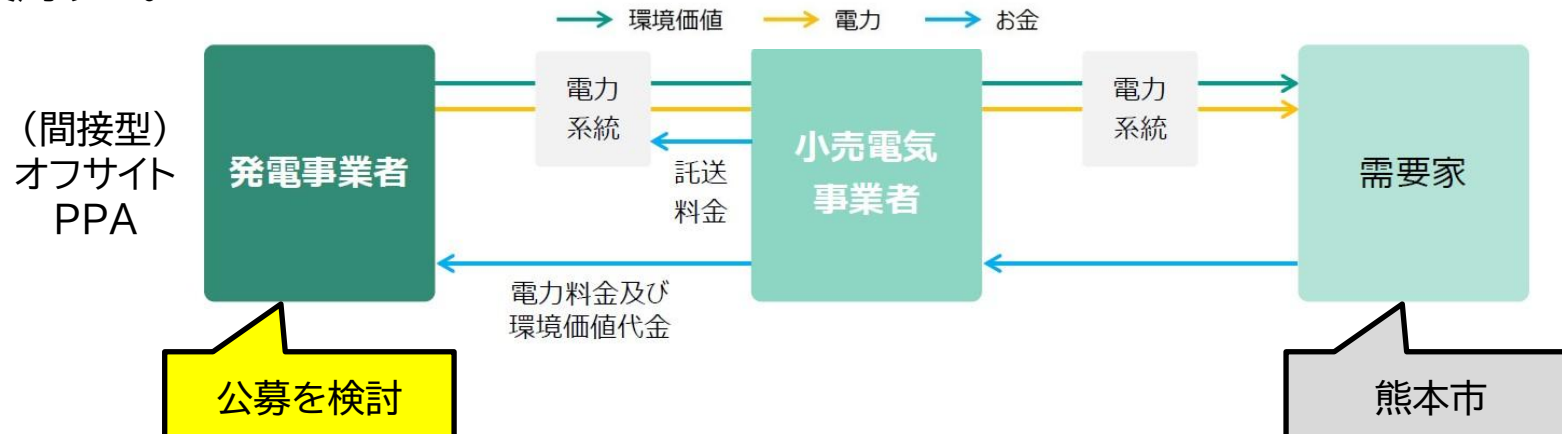 環境価値 電力 お金
（間接型）
オフサイト
PPA
発電事業者
電力
系統
託送
料金
小売電気
事業者
電力
系統
需要家
電力料金及び
環境価値代金
公募を検討
熊本市